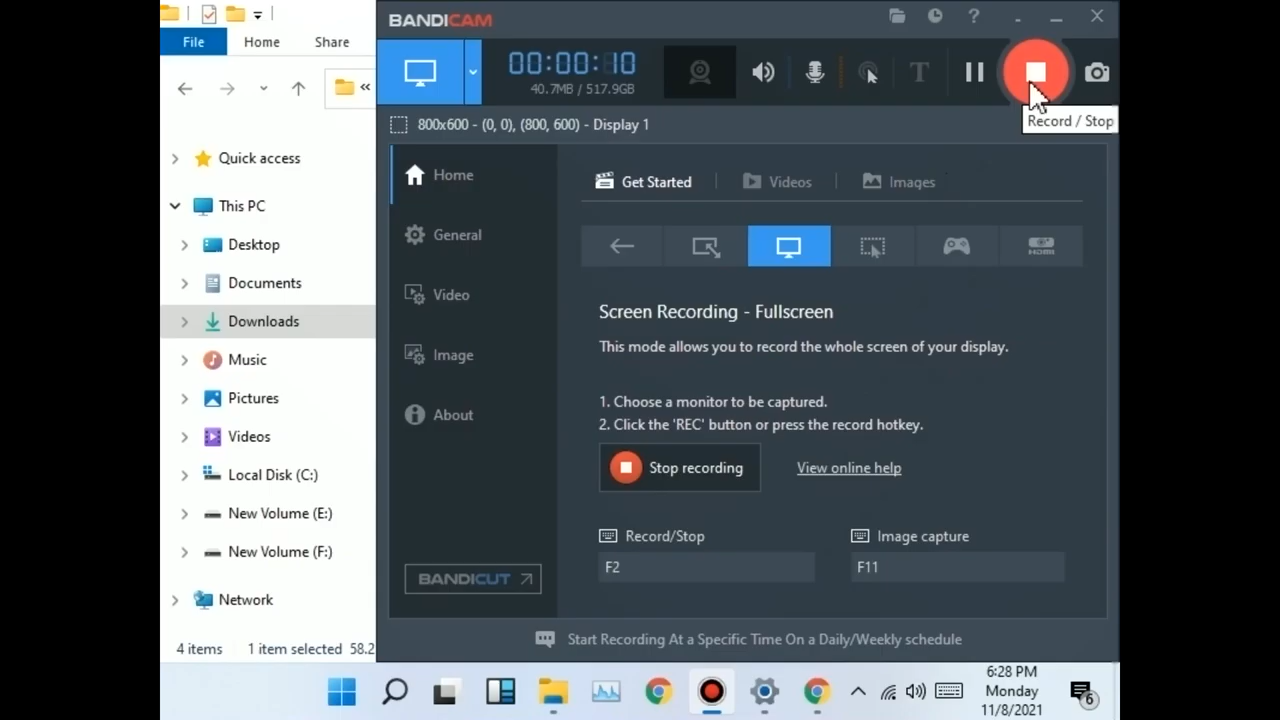 File
Home
Share
«
Quick access
This PC
Desktop
Documents
Downloads
Music
Pictures
Videos
Local Disk (C:)
New Volume (E:)
New Volume (F:)
Network
4 items
1 item selected 58.2
BANDICAM
?
00:00:10
40.7MB / 517.9GB
T
Record / Stop
800x600 - (0, 0), (800, 600) - Display 1
Home
General
Video
Image
About
BANDICUT
Get Started
Videos
Images
HDMI
Screen Recording - Fullscreen
This mode allows you to record the whole screen of your display.
1. Choose a monitor to be captured.
2. Click the 'REC' button or press the record hotkey.
Stop recording
View online help
Record/Stop
F2
Image capture
F11
Start Recording At a Specific Time On a Daily/Weekly schedule
6:28 PM
Monday
11/8/2021
6